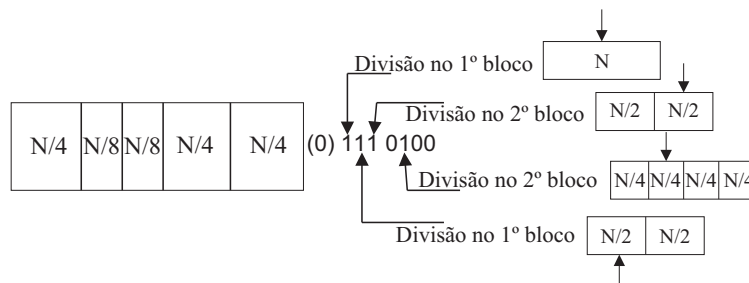 Divisão no 1º bloco N
Divisão no 2º bloco N/2 N/2
N/4 N/8 N/8 N/4 N/4 (0) 111 0100
Divisão no 2º bloco N/4 N/4 N/4 N/4
Divisão no 1º bloco N/2 N/2